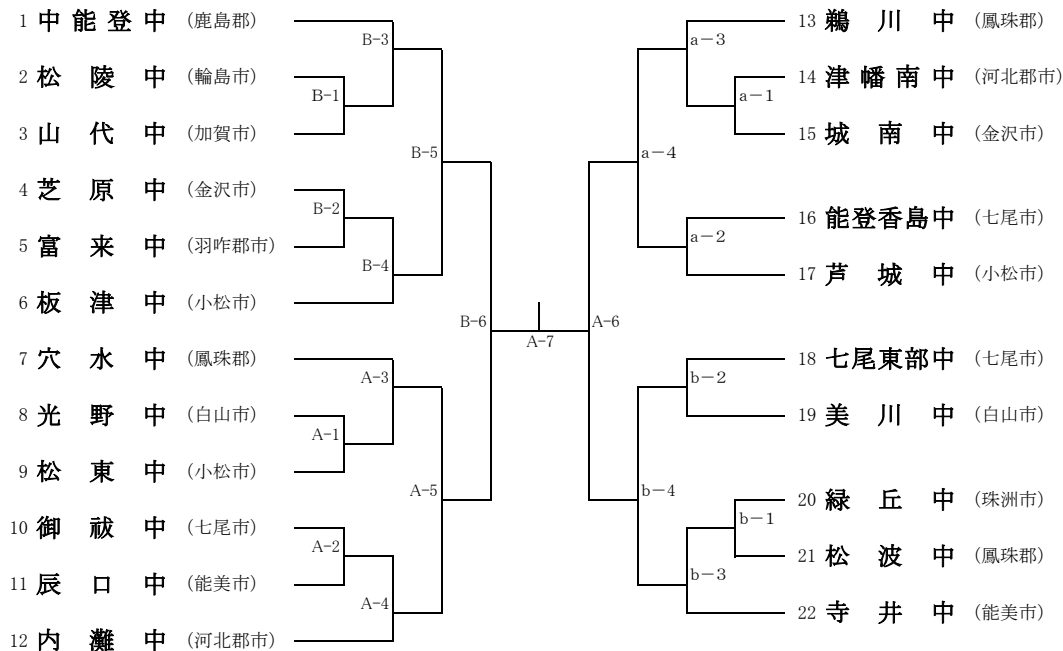 1 中能登中 (鹿島郡)
B-3
2 松陵中 (輪島市)
B-1
3 山代中 (加賀市)
B-5
4 芝原中 (金沢市)
B-2
5 富来中 (羽咋郡市)
B-4
6 板津中 (小松市)
B-6
7 穴水中 (鳳珠郡)
A-3
8 光野中 (白山市)
A-1
9 松東中 (小松市)
A-5
10 御祓中 (七尾市)
A-2
11 辰口中 (能美市)
A-4
12 内灘中 (河北郡市)
A-7
A-6
13 鵜川中 (鳳珠郡)
a-3
14 津幡南中 (河北郡市)
a-1
15 城南中 (金沢市)
a-4
16 能登香島中 (七尾市)
a-2
17 芦城中 (小松市)
18 七尾東部中 (七尾市)
b-2
19 美川中 (白山市)
b-4
20 緑丘中 (珠洲市)
b-1
21 松波中 (鳳珠郡)
b-3
22 寺井中 (能美市)